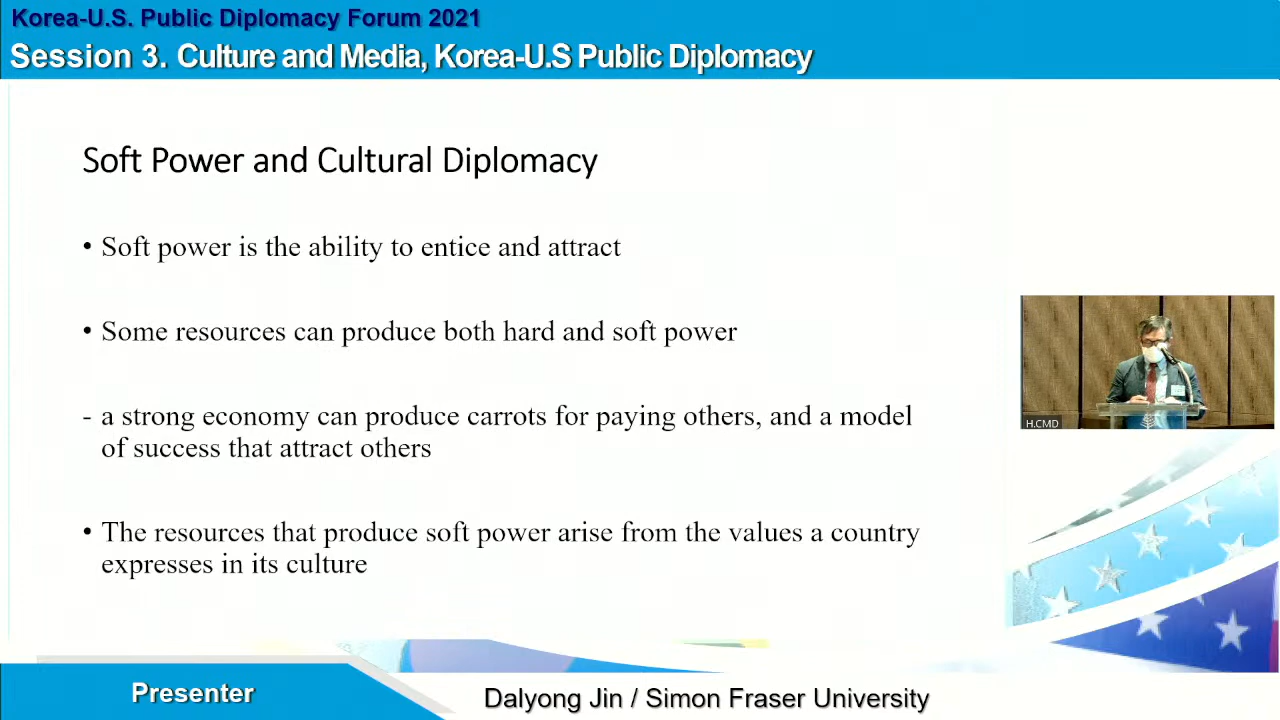 Korea-U.S. Public Diplomacy Forum 2021
Session 3. Culture and Media, Korea-U.S Public Diplomacy
Soft Power and Cultural Diplomacy
• Soft power is the ability to entice and attract
• Some resources can produce both hard and soft power
- a strong economy can produce carrots for paying others, and a model
of success that attract others
• The resources that produce soft power arise from the values a country
expresses in its culture
H.CMD
Presenter
Dalyong Jin / Simon Fraser University